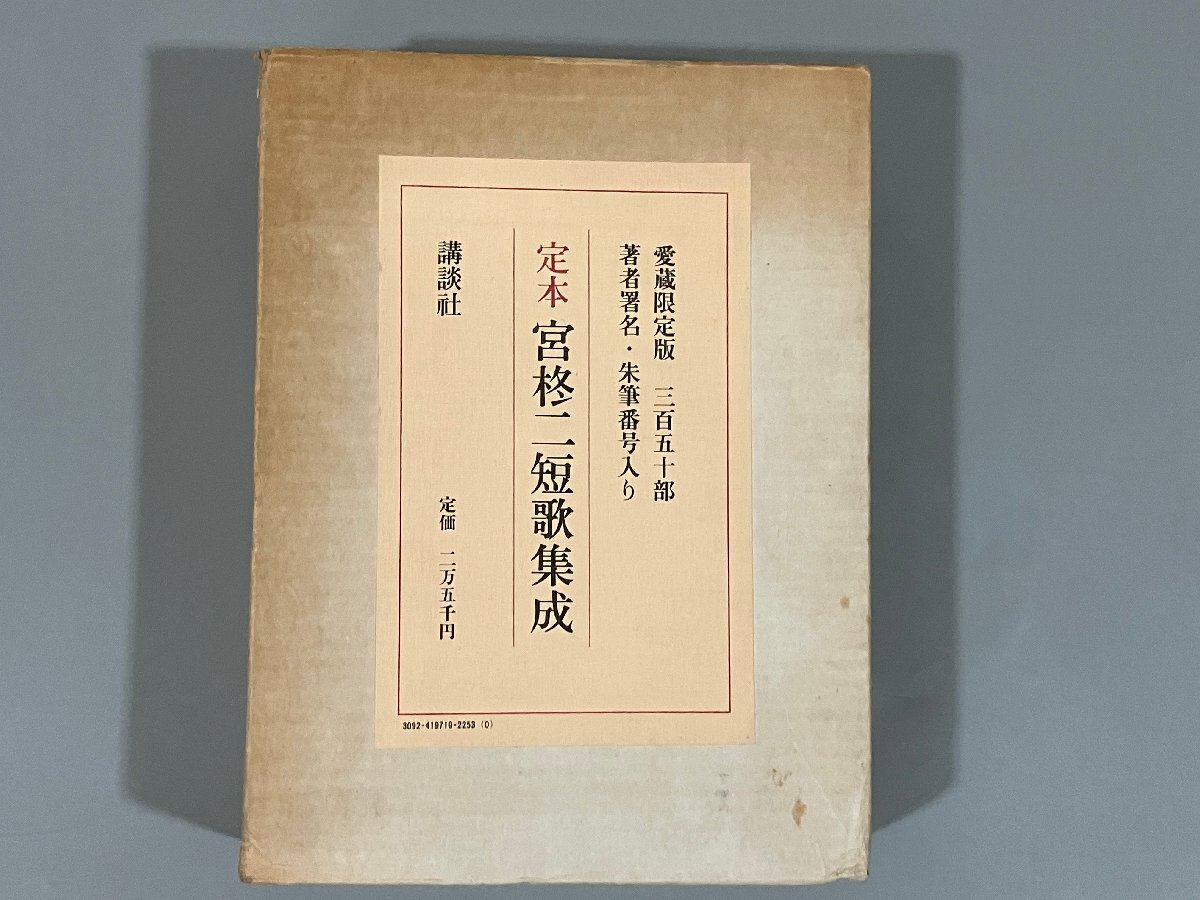 愛蔵限定版　三百五十部
著者署名・朱筆番号入り
定本 宮柊二短歌集成
講談社
定価　二万五千円
3092-419719-2253 (0)